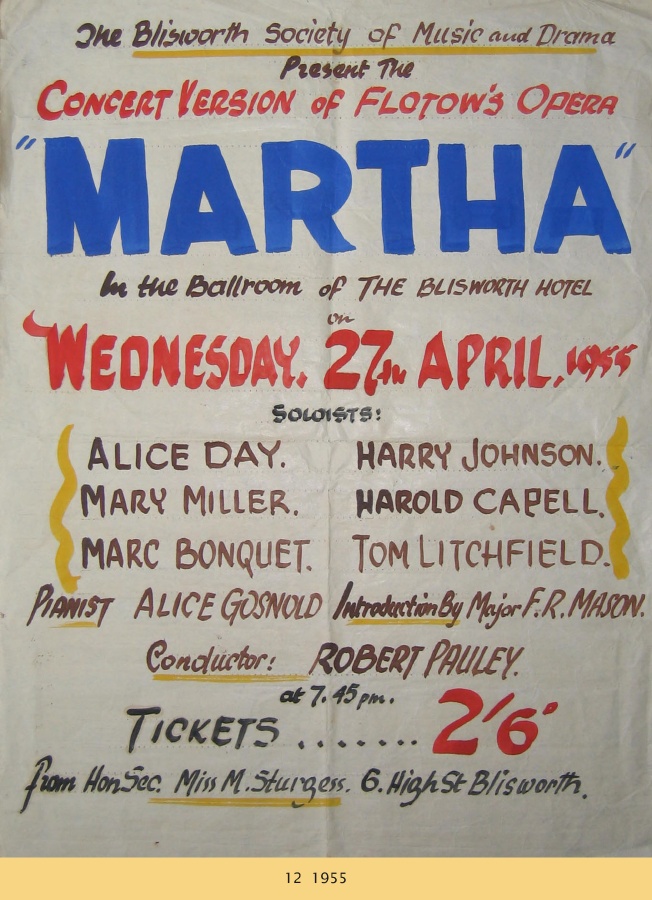 The Blisworth Society of Music and Drama
Present The
CONCERT VERSION OF FLOTOW'S OPERA
"MARTHA"
In the Ballroom of THE BLISWORTH HOTEL
on
WEDNESDAY. 27th APRIL. 1955
SOLOISTS:
ALICE DAY. HARRY JOHNSON.
MARY MILLER. HAROLD CAPELL.
MARC BONQUET. TOM LITCHFIELD.
PIANIST ALICE GOSNOLD Introduction By Major F. R. MASON.
Conductor: ROBERT PAULEY.
at 7.45 pm.
TICKETS ....... 2'6°
from Hon Sec. Miss M. Sturgess. 6. High St Blisworth.
12 1955